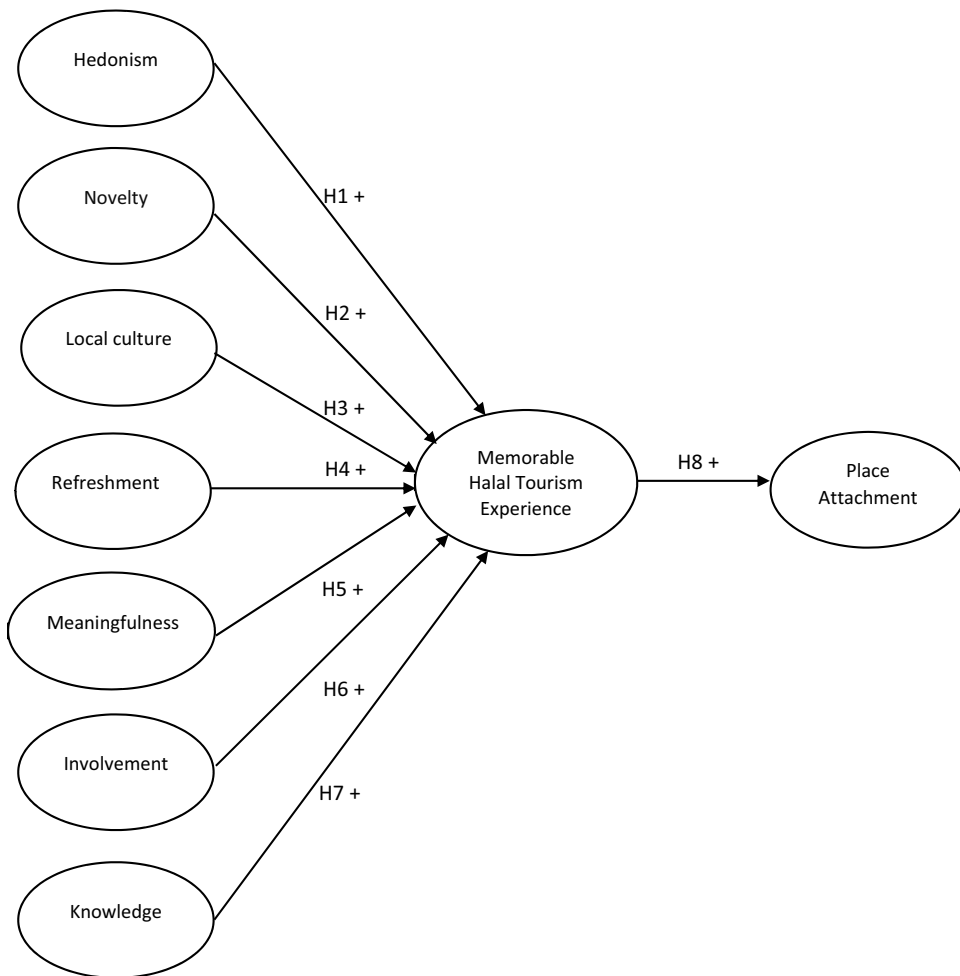 Hedonism
H1 +
Novelty
H2 +
Local culture
H3 +
Refreshment
H4 +
Memorable
Halal Tourism
Experience
H8 +
Place
Attachment
Meaningfulness
H5 +
Involvement
H6 +
Knowledge
H7 +